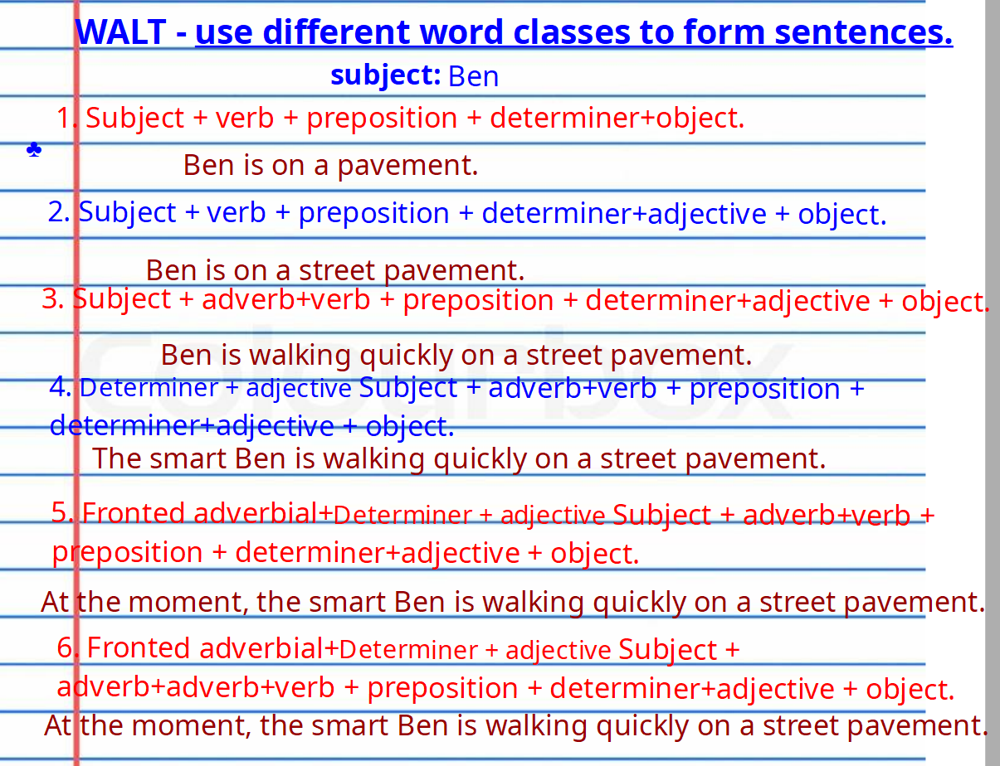 WALT - use different word classes to form sentences.
subject: Ben
1. Subject + verb + preposition + determiner+object.
♣
Ben is on a pavement.
2. Subject + verb + preposition + determiner+adjective + object.
Ben is on a street pavement.
3. Subject + adverb+verb + preposition + determiner+adjective + object.
Ben is walking quickly on a street pavement.
4. Determiner + adjective Subject + adverb+verb + preposition +
determiner+adjective + object.
The smart Ben is walking quickly on a street pavement.
5. Fronted adverbial+Determiner + adjective Subject + adverb+verb +
preposition + determiner+adjective + object.
At the moment, the smart Ben is walking quickly on a street pavement.
6. Fronted adverbial+Determiner + adjective Subject +
adverb+adverb+verb + preposition + determiner+adjective + object.
At the moment, the smart Ben is walking quickly on a street pavement.
colourbox